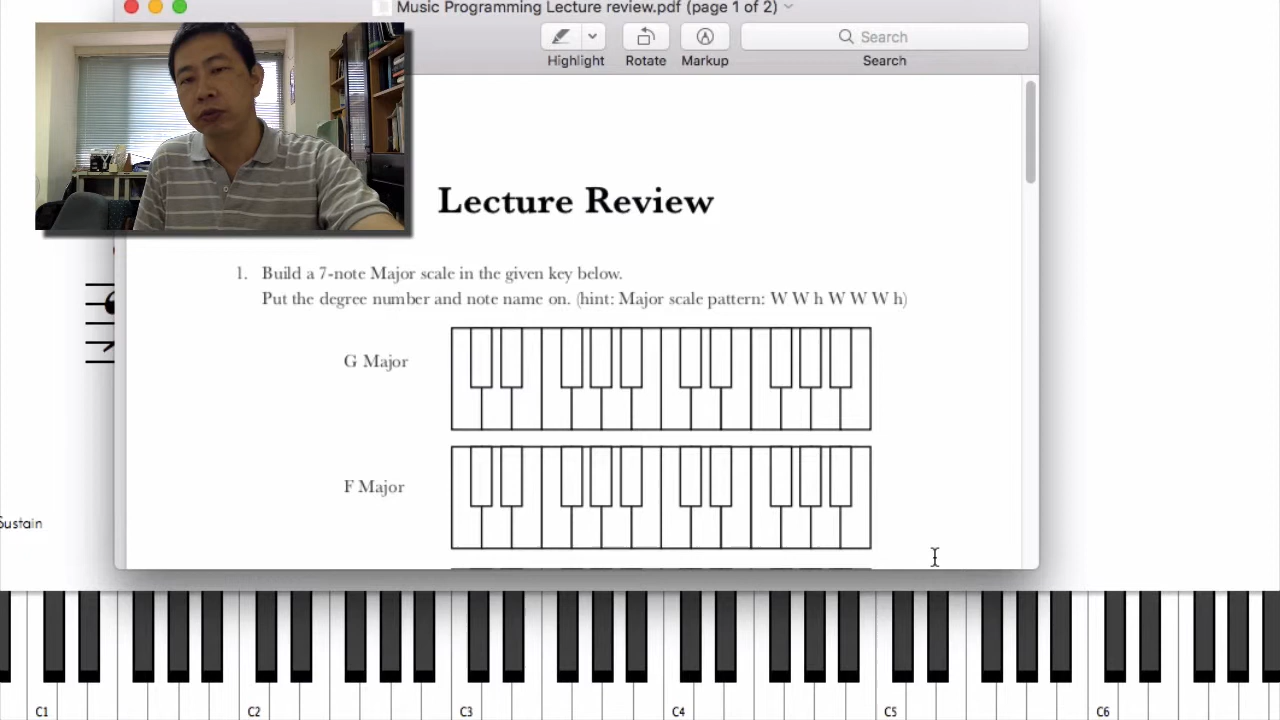 Music Programming Lecture review.pdf (page 1 of 2)
Search
Highlight
Rotate
Markup
Search
Lecture Review
1. Build a 7-note Major scale in the given key below.
Put the degree number and note name on. (hint: Major scale pattern: W W h W W W h)
G Major
F Major
Sustain
C1
C2
C3
C4
C5
C6